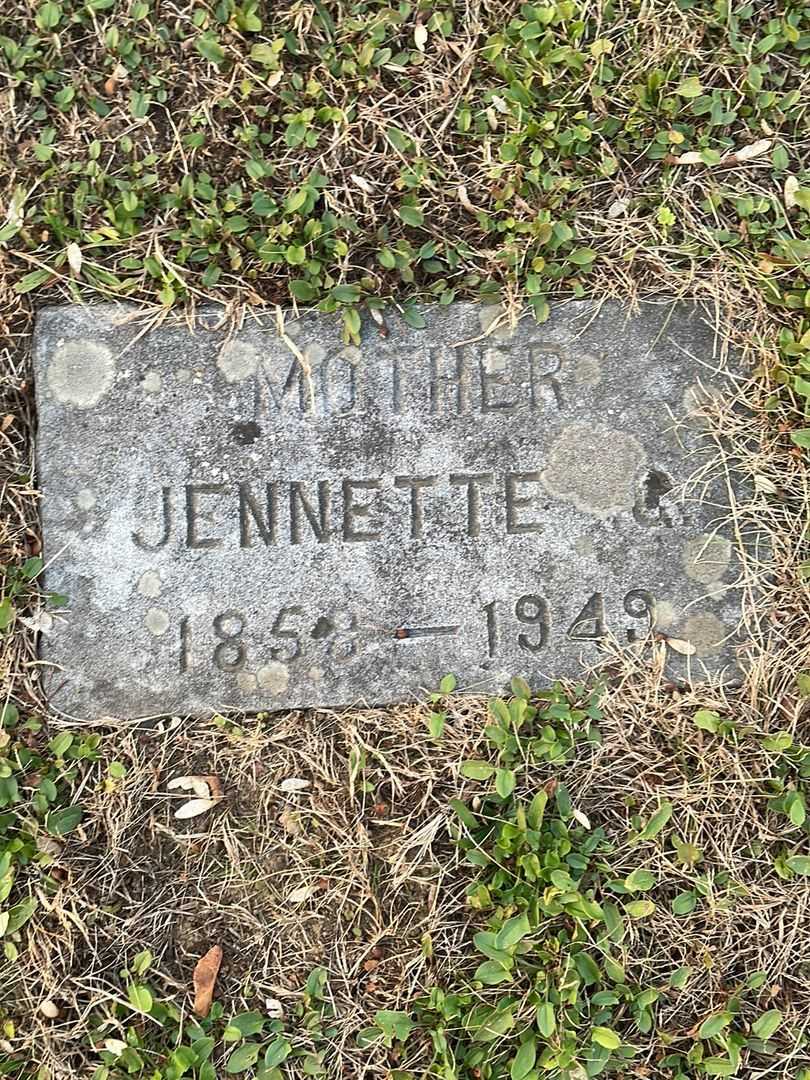 MOTHER
JENNETTE G.
1858 — 1949